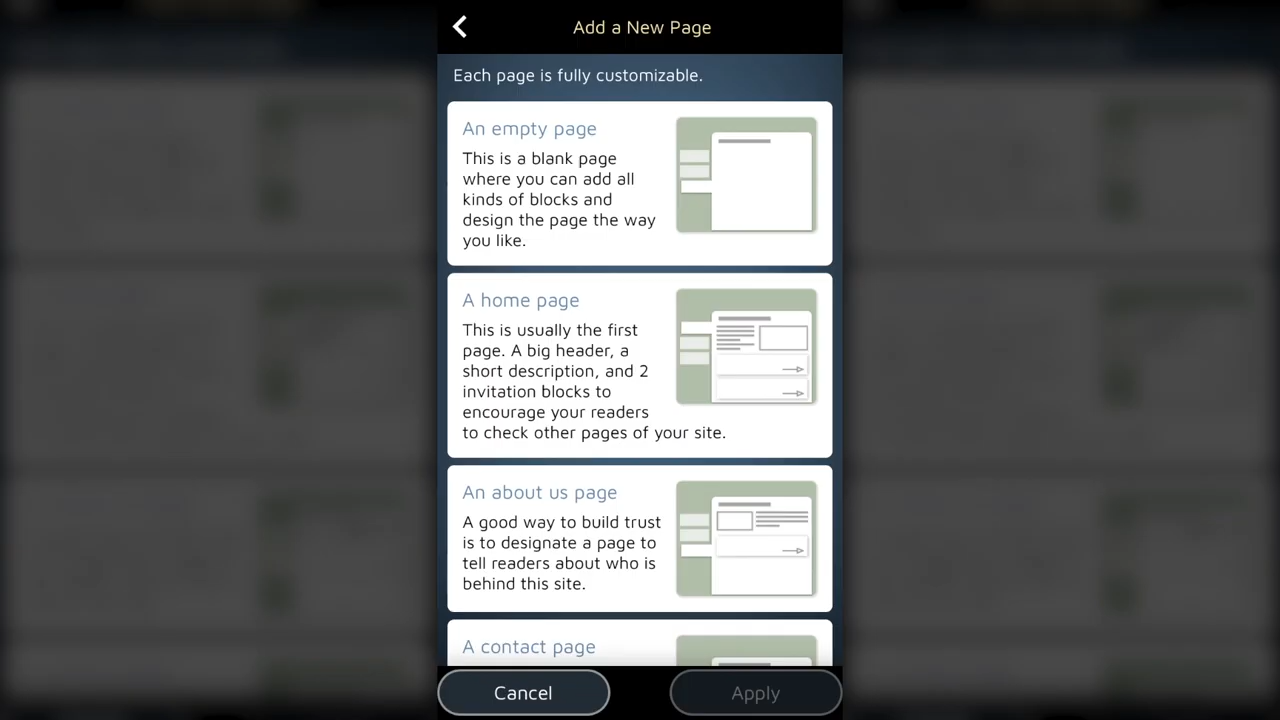 Add a New Page
Each page is fully customizable.
An empty page
This is a blank page
where you can add all
kinds of blocks and
design the page the way
you like.
A home page
This is usually the first
page. A big header, a
short description, and 2
invitation blocks to
encourage your readers
to check other pages of your site.
An about us page
A good way to build trust
is to designate a page to
tell readers about who is
behind this site.
A contact page
Cancel
Apply